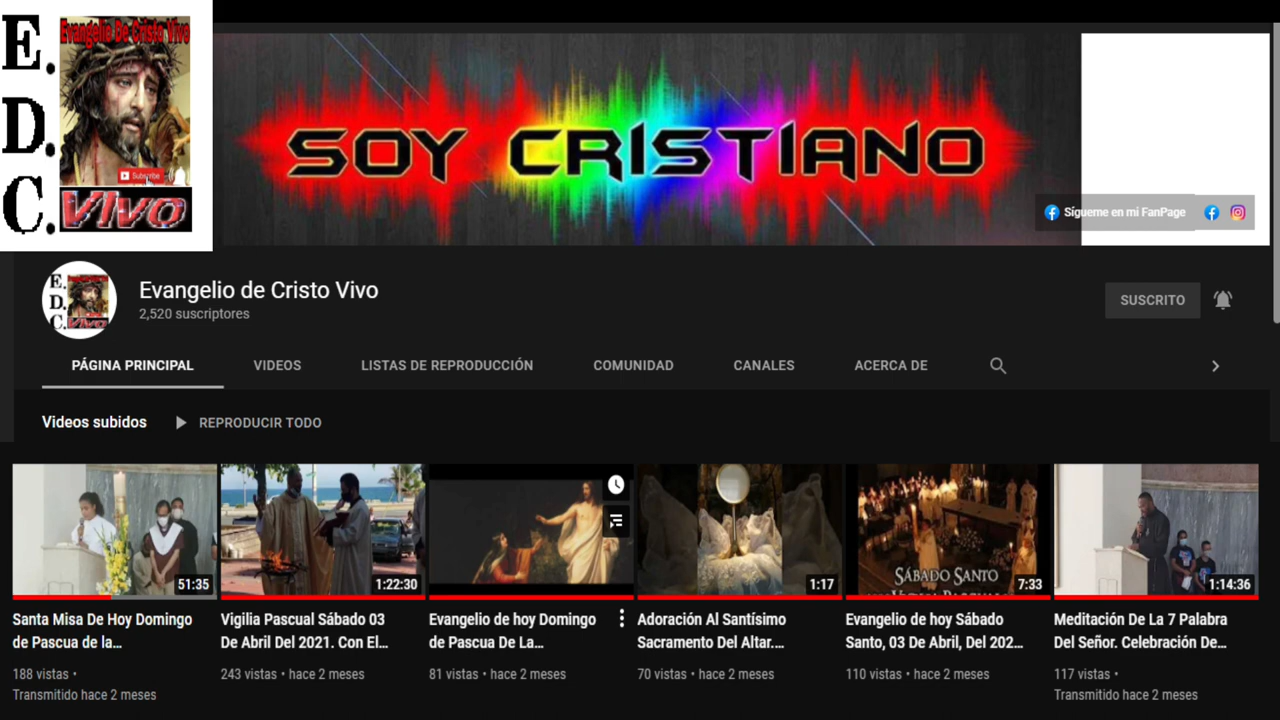 E.
D.
C.
Evangelio De Cristo Vivo
Subscribe
Vivo
SOY CRISTIANO
Sígueme en mi FanPage
Evangelio de Cristo Vivo
2,520 suscriptores
SUSCRITO
PÁGINA PRINCIPAL VIDEOS LISTAS DE REPRODUCCIÓN COMUNIDAD CANALES ACERCA DE
Videos subidos REPRODUCIR TODO
51:35
Santa Misa De Hoy Domingo
de Pascua de la...
188 vistas •
Transmitido hace 2 meses
1:22:30
Vigilia Pascual Sábado 03
De Abril Del 2021. Con El...
243 vistas • hace 2 meses
Evangelio de hoy Domingo
de Pascua De La...
81 vistas • hace 2 meses
1:17
Adoración Al Santísimo
Sacramento Del Altar....
70 vistas • hace 2 meses
SÁBADO SANTO
7:33
Evangelio de hoy Sábado
Santo, 03 De Abril, Del 202...
110 vistas • hace 2 meses
1:14:36
Meditación De La 7 Palabra
Del Señor. Celebración De...
117 vistas •
Transmitido hace 2 meses